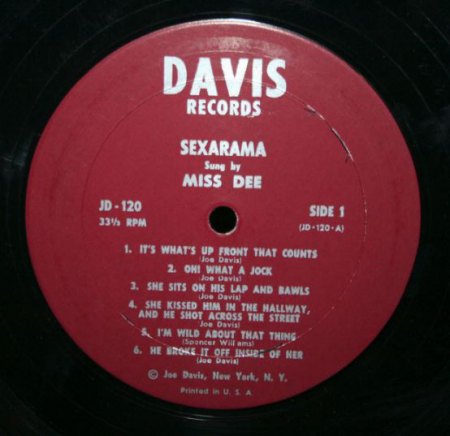 DAVIS
RECORDS
SEXARAMA
Sung by
MISS DEE
JD - 120
SIDE 1
33⅓ RPM
(JD-120-A)
1. IT'S WHAT'S UP FRONT THAT COUNTS
(Joe Davis)
2. OH! WHAT A JOCK
(Joe Davis)
3. SHE SITS ON HIS LAP AND BAWLS
(Joe Davis)
4. SHE KISSED HIM IN THE HALLWAY,
AND HE SHOT ACROSS THE STREET
(Joe Davis)
5. I'M WILD ABOUT THAT THING
(Spencer Williams)
6. HE BROKE IT OFF INSIDE OF HER
(Joe Davis)
© Joe Davis, New York, N. Y.
Printed in U. S. A